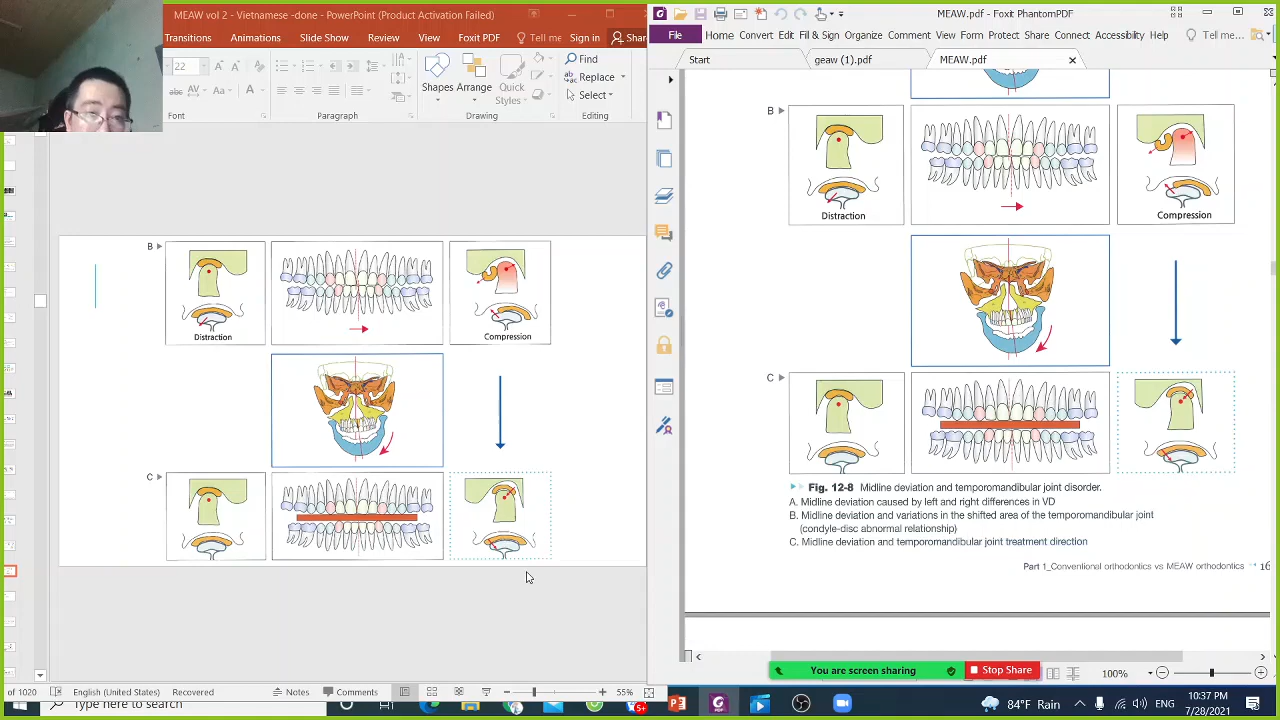 MEAW vol 2 - Vietnamese -done - PowerPoint (Product Activation Failed)
Transitions Animations Slide Show Review View Foxit PDF Tell me... Sign in Shar
22
Find
Replace
Select
Shapes Arrange Quick Styles
Font Paragraph Drawing Editing
B
Distraction
Compression
C
of 1020 English (United States) Recovered Notes Comments 55%
MEAW.pdf - Foxit PhantomPDF
File Home Convert Edit Fill & Sign Organize Comment View Form Protect Share Connect Accessibility Help Tell me...
Start geaw (1).pdf MEAW.pdf
B
Distraction
Compression
C
Fig. 12-8 Midline deviation and temporomandibular joint disorder.
A. Midline deviation caused by left and right differences in VD
B. Midline deviation and variations in the shifted area of the temporomandibular joint
(condyle-disc abnormal relationship)
C. Midline deviation and temporomandibular joint treatment direction
Part 1_Conventional orthodontics vs MEAW orthodontics 16
You are screen sharing Stop Share
100%
Type here to search
5+
84°F Rain
ENG
10:37 PM
7/28/2021